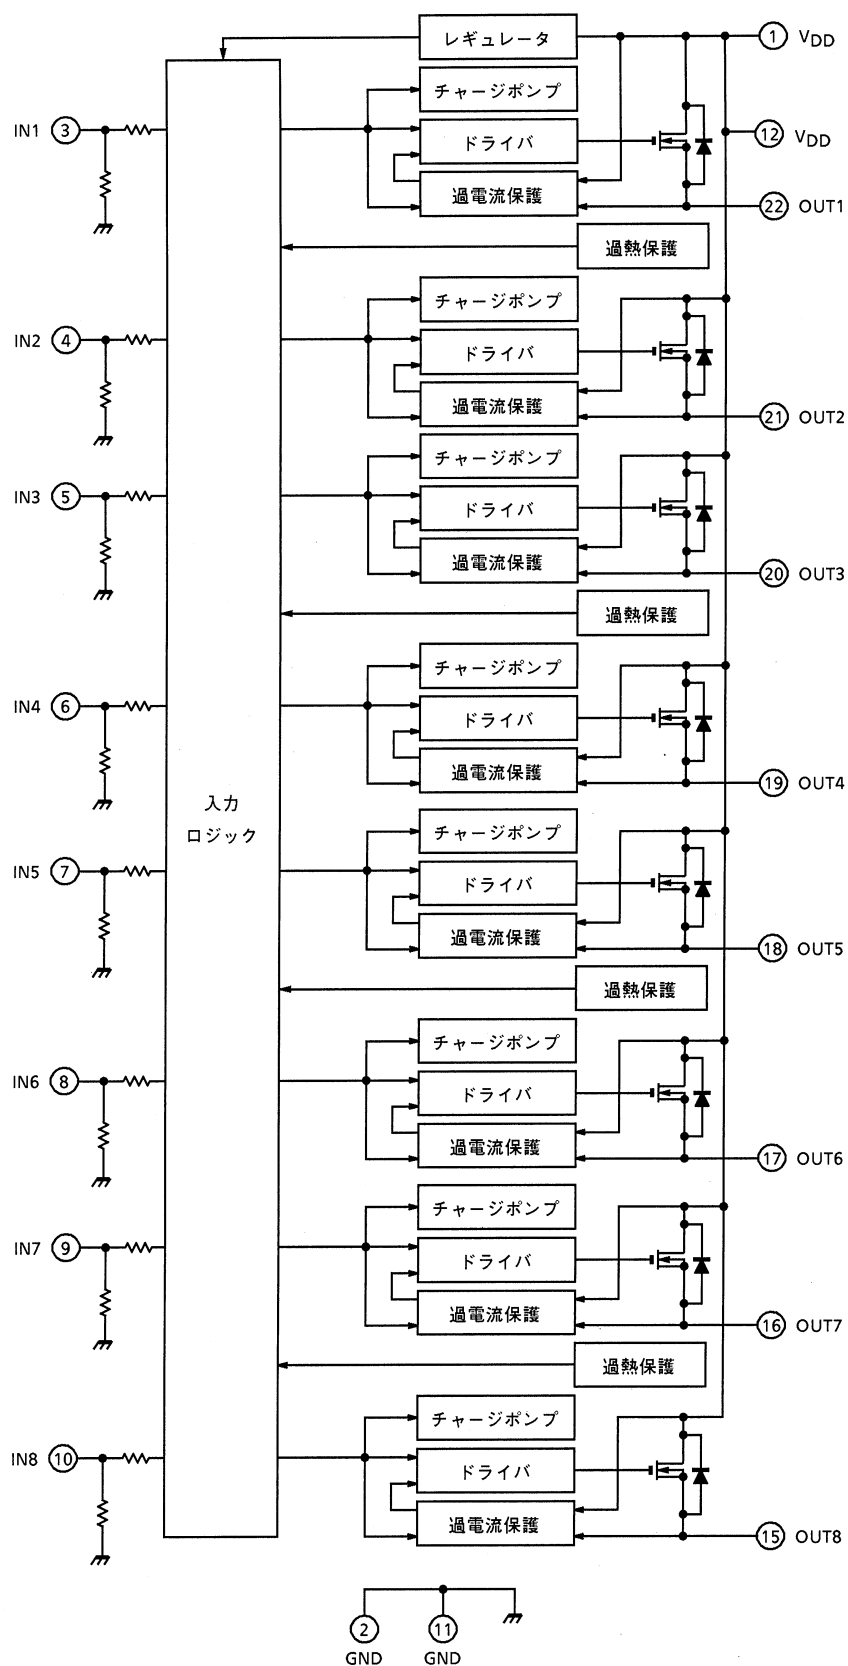 レギュレータ
1 VDD
チャージポンプ
IN1 3
ドライバ
12 VDD
過電流保護
22 OUT1
過熱保護
チャージポンプ
IN2 4
ドライバ
過電流保護
21 OUT2
チャージポンプ
IN3 5
ドライバ
過電流保護
20 OUT3
過熱保護
チャージポンプ
IN4 6
ドライバ
過電流保護
19 OUT4
入力
ロジック
チャージポンプ
IN5 7
ドライバ
過電流保護
18 OUT5
過熱保護
チャージポンプ
IN6 8
ドライバ
過電流保護
17 OUT6
チャージポンプ
IN7 9
ドライバ
過電流保護
16 OUT7
過熱保護
チャージポンプ
IN8 10
ドライバ
過電流保護
15 OUT8
2 11
GND GND